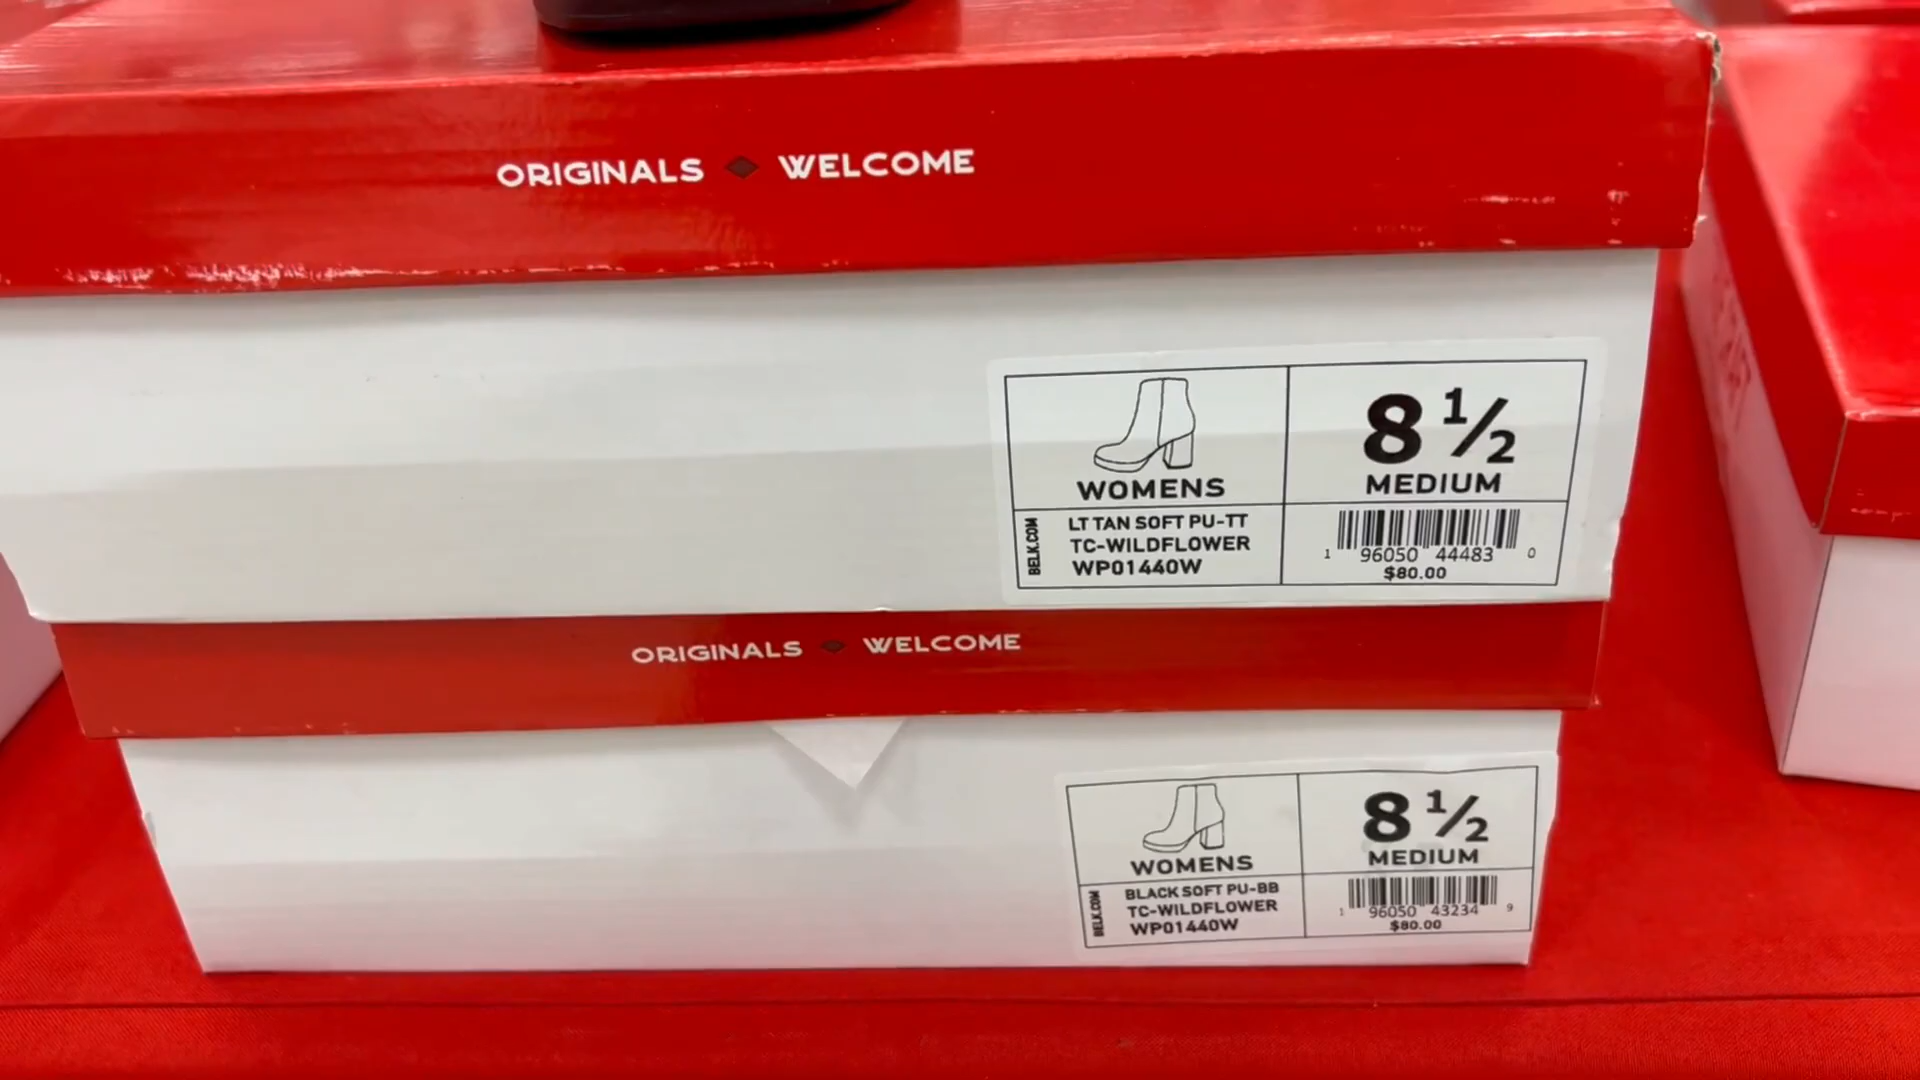 ORIGINALS WELCOME
WOMENS
8 ½
MEDIUM
BELK.COM
LT TAN SOFT PU-TT
TC-WILDFLOWER
WP01440W
1 96050 44483 0
$80.00
ORIGINALS WELCOME
WOMENS
8 ½
MEDIUM
BELK.COM
BLACK SOFT PU-BB
TC-WILDFLOWER
WP01440W
1 96050 43234 9
$80.00